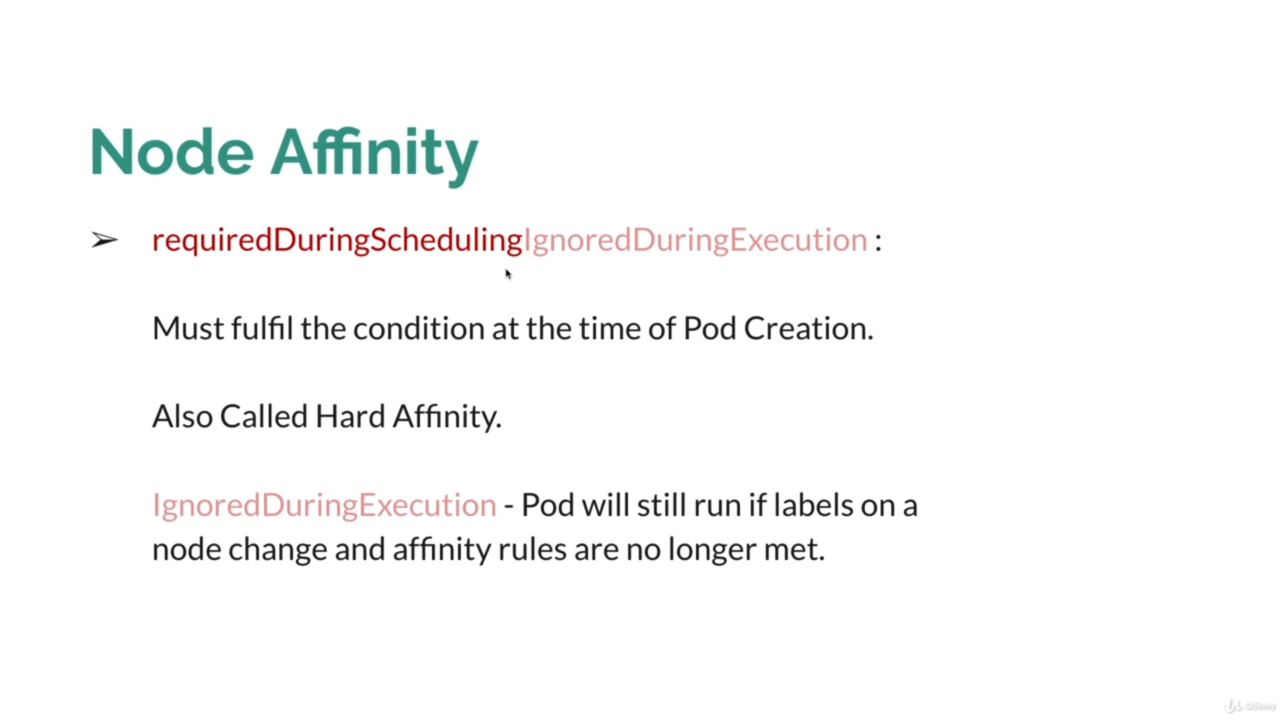 Node Affinity
➢ requiredDuringSchedulingIgnoredDuringExecution :
Must fulfil the condition at the time of Pod Creation.
Also Called Hard Affinity.
IgnoredDuringExecution - Pod will still run if labels on a
node change and affinity rules are no longer met.
Udemy